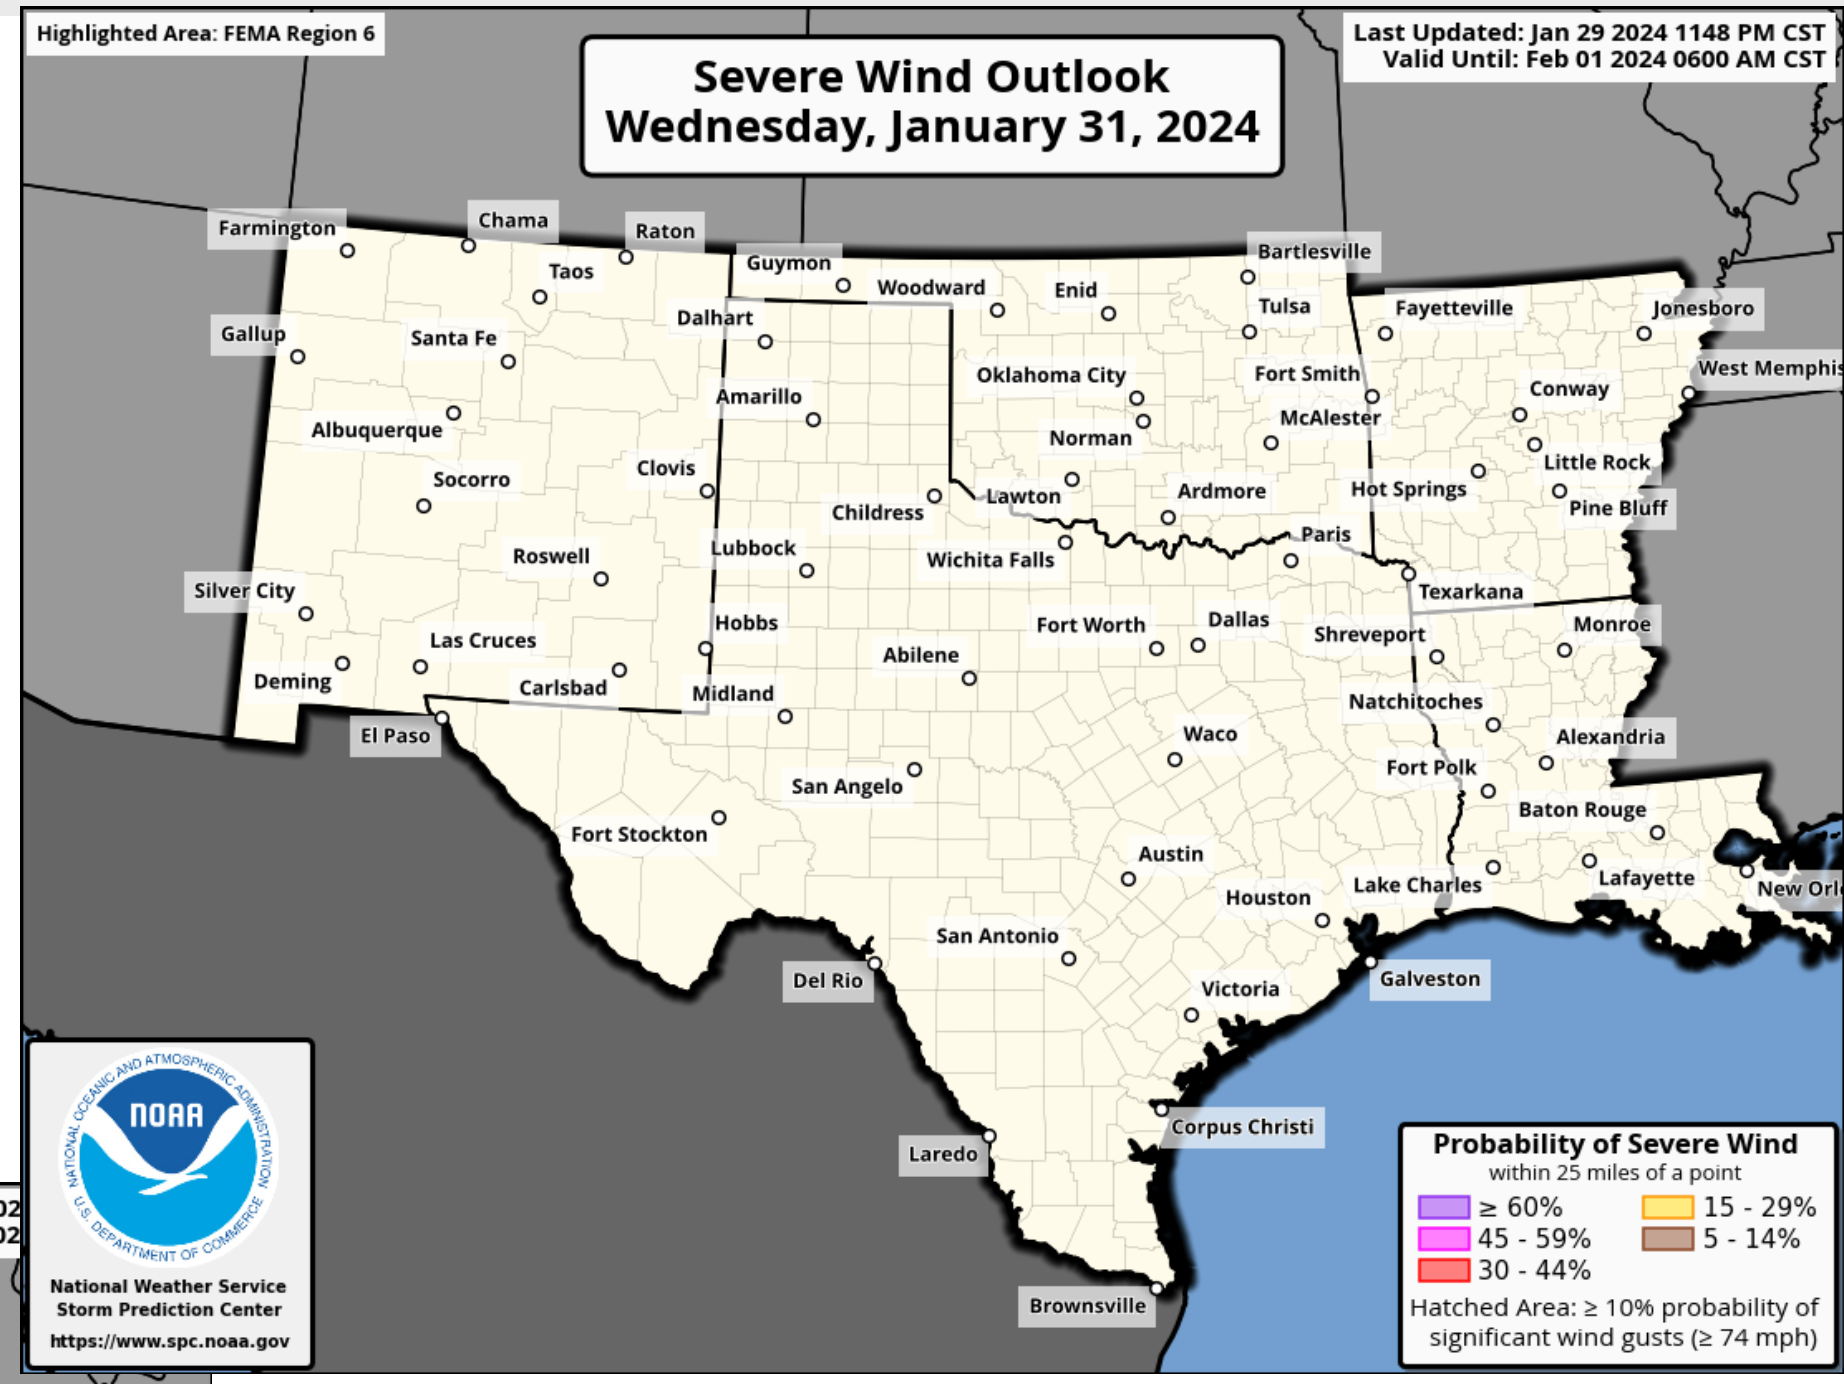 Highlighted Area: FEMA Region 6
Last Updated: Jan 29 2024 1148 PM CST
Valid Until: Feb 01 2024 0600 AM CST
Severe Wind Outlook
Wednesday, January 31, 2024
Farmington
Chama
Raton
Taos
Guymon
Woodward
Enid
Bartlesville
Tulsa
Fayetteville
Jonesboro
Gallup
Santa Fe
Dalhart
Oklahoma City
Fort Smith
West Memphis
Conway
Amarillo
Albuquerque
Norman
McAlester
Little Rock
Socorro
Clovis
Childress
Lawton
Ardmore
Hot Springs
Pine Bluff
Paris
Roswell
Lubbock
Wichita Falls
Silver City
Texarkana
Hobbs
Fort Worth
Dallas
Shreveport
Monroe
Las Cruces
Abilene
Deming
Carlsbad
Midland
Natchitoches
El Paso
Waco
Alexandria
San Angelo
Fort Polk
Baton Rouge
Fort Stockton
Austin
Lake Charles
Lafayette
New Orl
Houston
San Antonio
Del Rio
Galveston
Victoria
Corpus Christi
Laredo
Brownsville
02
02
NATIONAL OCEANIC AND ATMOSPHERIC ADMINISTRATION
NOAA
U.S. DEPARTMENT OF COMMERCE
National Weather Service
Storm Prediction Center
https://www.spc.noaa.gov
Probability of Severe Wind
within 25 miles of a point
≥ 60% 15 - 29%
45 - 59% 5 - 14%
30 - 44%
Hatched Area: ≥ 10% probability of
significant wind gusts (≥ 74 mph)